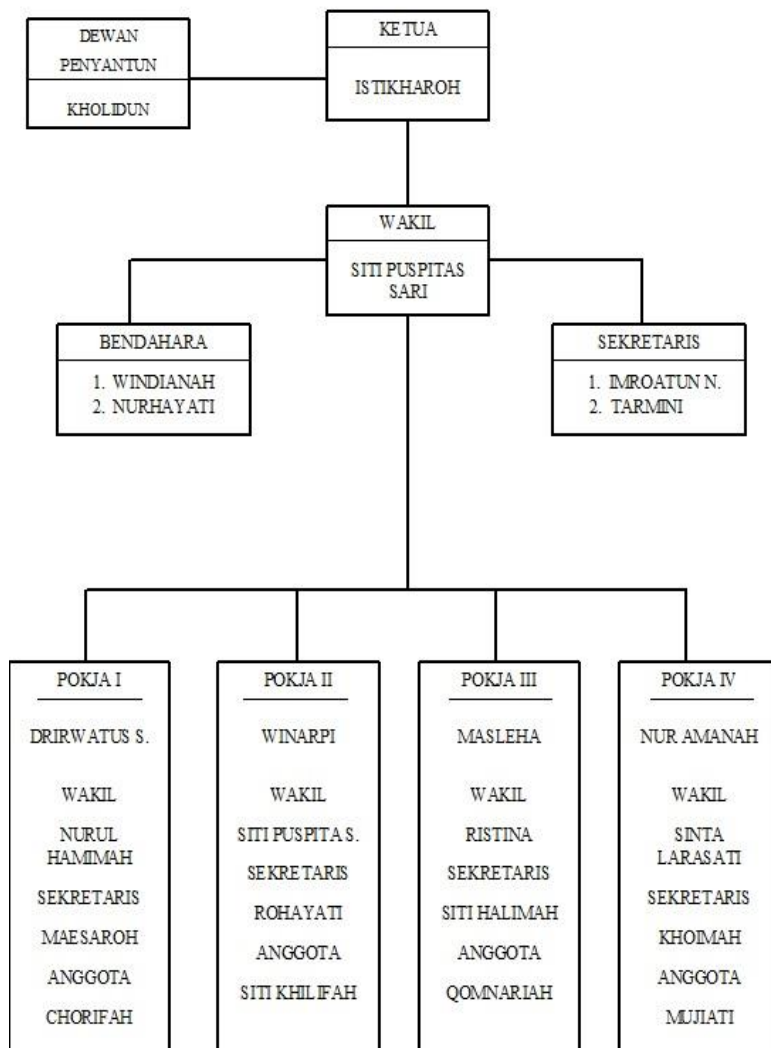 DEWAN
PENYANTUN
KHOLIDUN
KETUA
ISTIKHAROH
WAKIL
SITI PUSPITAS
SARI
BENDAHARA
1. WINDIANAH
2. NURHAYATI
SEKRETARIS
1. IMROATUN N.
2. TARMINI
POKJA I
DRIRWATUS S.
WAKIL
NURUL
HAMIMAH
SEKRETARIS
MAESAROH
ANGGOTA
CHORIFAH
POKJA II
WINARPI
WAKIL
SITI PUSPITA S.
SEKRETARIS
ROHAYATI
ANGGOTA
SITI KHILIFAH
POKJA III
MASLEHA
WAKIL
RISTINA
SEKRETARIS
SITI HALIMAH
ANGGOTA
QOMNARIAH
POKJA IV
NUR AMANAH
WAKIL
SINTA
LARASATI
SEKRETARIS
KHOIMAH
ANGGOTA
MUJIATI